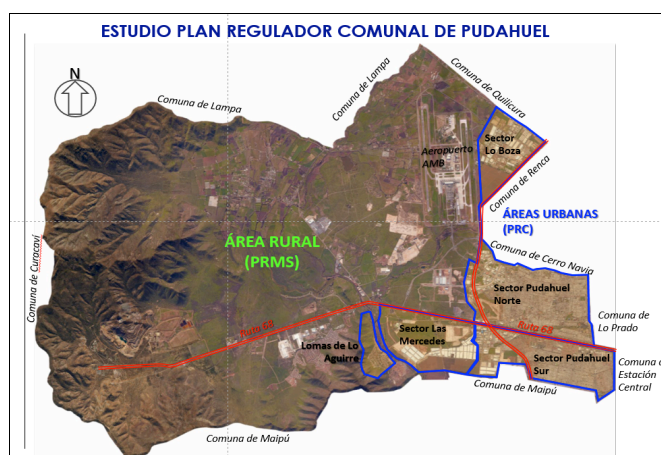 ESTUDIO PLAN REGULADOR COMUNAL DE PUDAHUEL
N
Comuna de Lampa
Comuna de Lampa
Comuna de Quilicura
Aeropuerto
AMB
Sector
Lo Boza
Comuna de Renca
ÁREAS URBANAS
(PRC)
ÁREA RURAL
(PRMS)
Comuna de Curacaví
Comuna de Cerro Navia
Sector Pudahuel
Norte
Comuna de
Lo Prado
Ruta 68
Ruta 68
Sector Las
Mercedes
Lomas de Lo
Aguirre
Sector Pudahuel
Sur
Comuna d
Estación
Central
Comuna de Maipú
Comuna de Maipú